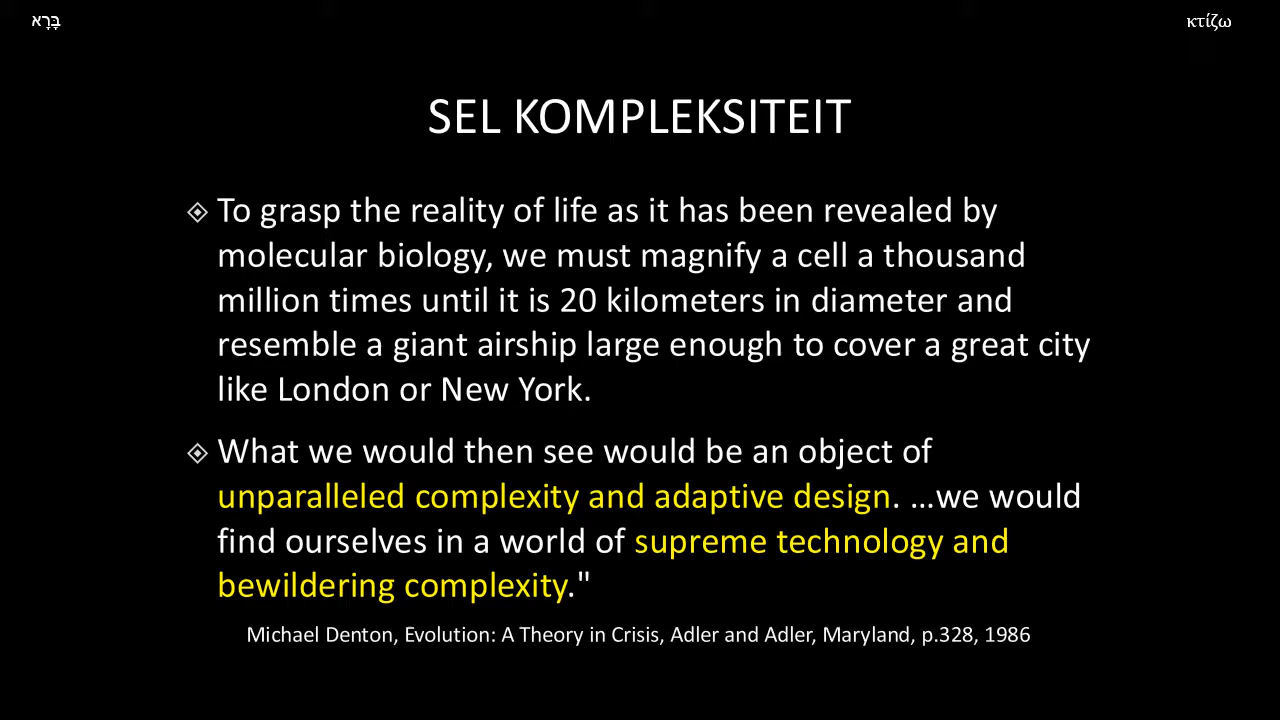 בָּרָא
κτίζω
SEL KOMPLEKSITEIT
To grasp the reality of life as it has been revealed by
molecular biology, we must magnify a cell a thousand
million times until it is 20 kilometers in diameter and
resemble a giant airship large enough to cover a great city
like London or New York.
What we would then see would be an object of
unparalleled complexity and adaptive design. …we would
find ourselves in a world of supreme technology and
bewildering complexity."
Michael Denton, Evolution: A Theory in Crisis, Adler and Adler, Maryland, p.328, 1986